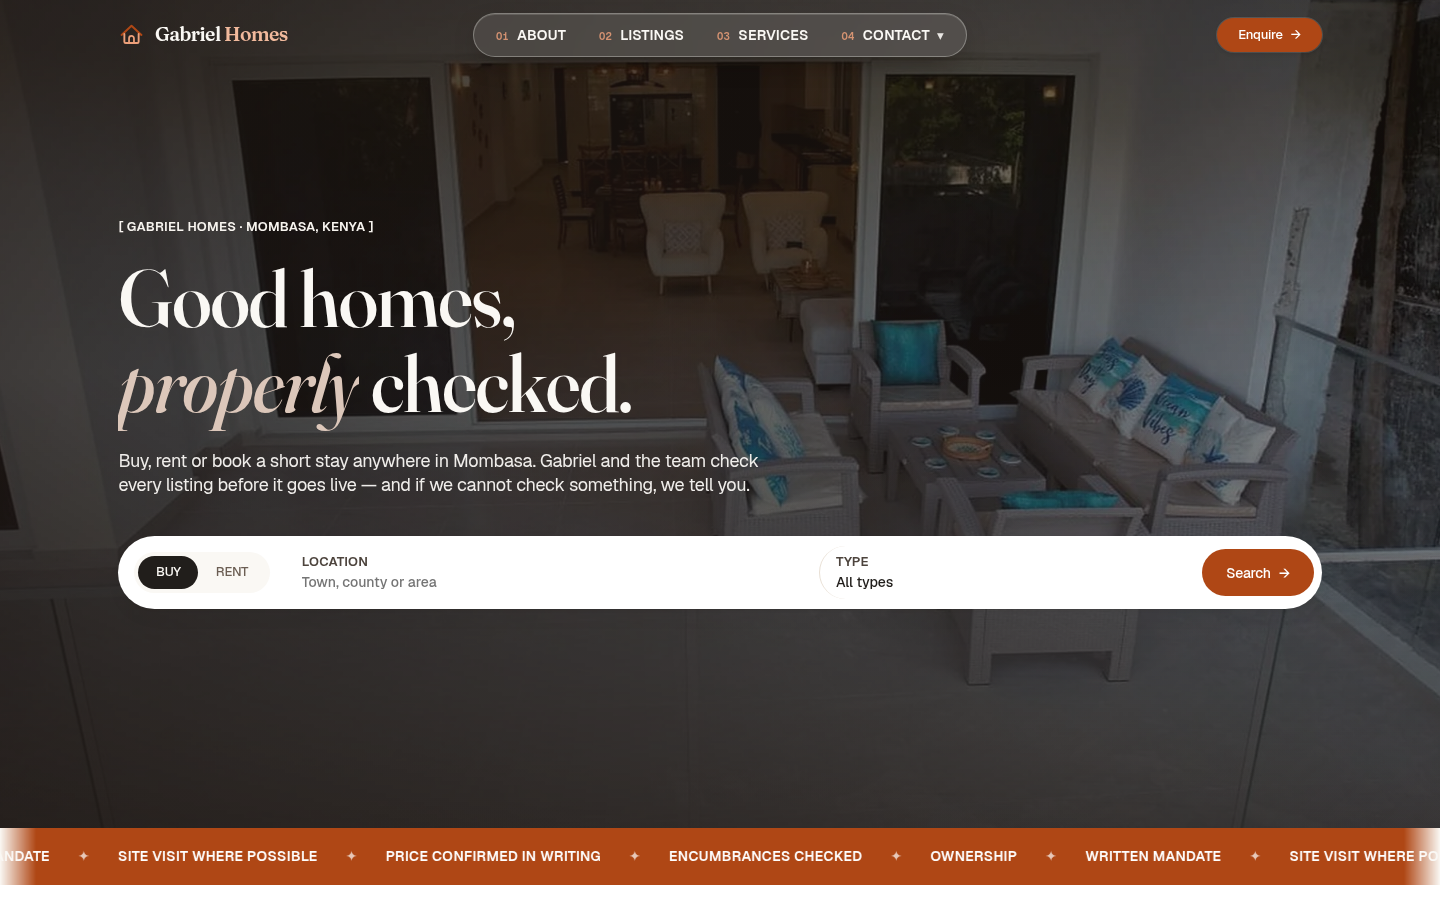 Gabriel Homes
01 ABOUT 02 LISTINGS 03 SERVICES 04 CONTACT ▾
Enquire →
[ GABRIEL HOMES · MOMBASA, KENYA ]
Good homes,
properly checked.
Buy, rent or book a short stay anywhere in Mombasa. Gabriel and the team check
every listing before it goes live — and if we cannot check something, we tell you.
BUY RENT
LOCATION
Town, county or area
TYPE
All types
Search →
NDATE ✦ SITE VISIT WHERE POSSIBLE ✦ PRICE CONFIRMED IN WRITING ✦ ENCUMBRANCES CHECKED ✦ OWNERSHIP ✦ WRITTEN MANDATE ✦ SITE VISIT WHERE PO